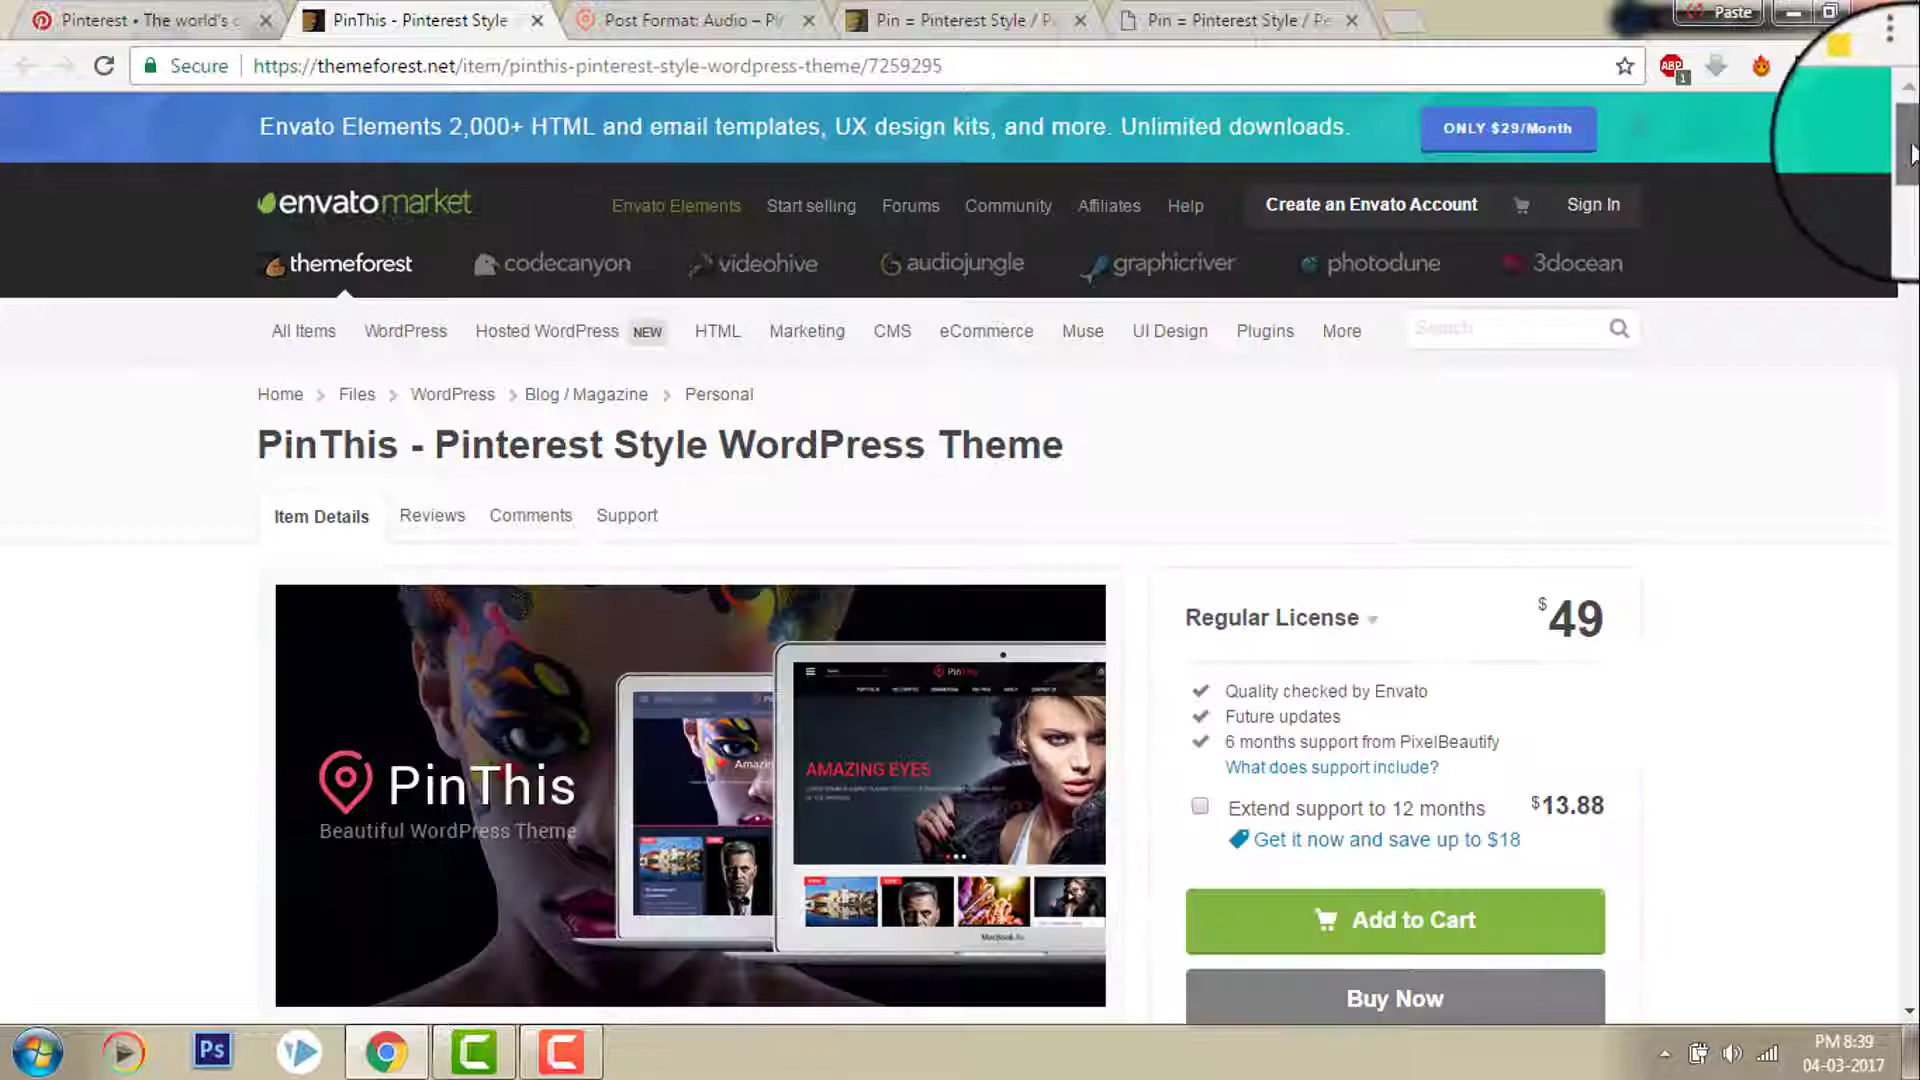 Pinterest • The world's c
PinThis - Pinterest Style
Post Format: Audio – Pi
Pin = Pinterest Style / P
Pin = Pinterest Style / Pe
Paste
Secure
https://themeforest.net/item/pinthis-pinterest-style-wordpress-theme/7259295
ABP
1
Envato Elements 2,000+ HTML and email templates, UX design kits, and more. Unlimited downloads.
ONLY $29/Month
envatomarket
Envato Elements
Start selling
Forums
Community
Affiliates
Help
Create an Envato Account
Sign In
themeforest
codecanyon
videohive
audiojungle
graphicriver
photodune
3docean
All Items
WordPress
Hosted WordPress NEW
HTML
Marketing
CMS
eCommerce
Muse
UI Design
Plugins
More
Search
Home > Files > WordPress > Blog / Magazine > Personal
PinThis - Pinterest Style WordPress Theme
Item Details
Reviews
Comments
Support
PinThis
Beautiful WordPress Theme
AMAZING EYES
MacBook Air
Regular License
$49
Quality checked by Envato
Future updates
6 months support from PixelBeautify
What does support include?
Extend support to 12 months
$13.88
Get it now and save up to $18
Add to Cart
Buy Now
Ps
PM 8:39
04-03-2017